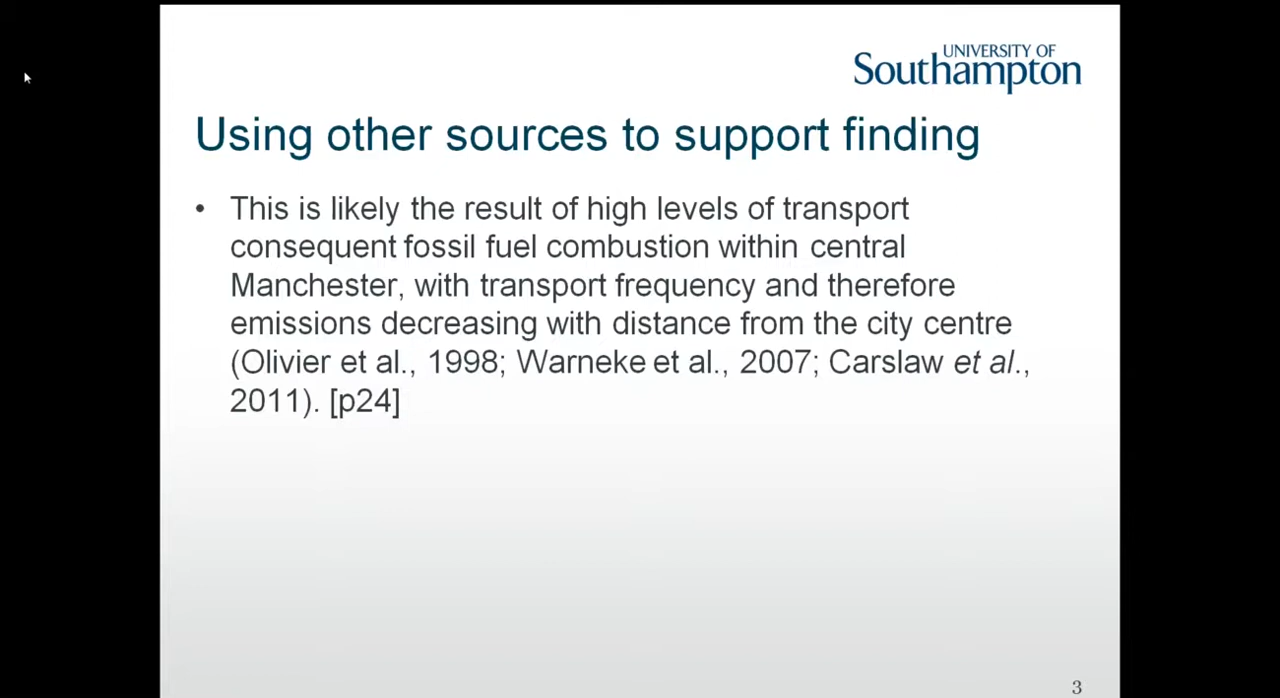 UNIVERSITY OF
Southampton
Using other sources to support finding
• This is likely the result of high levels of transport
consequent fossil fuel combustion within central
Manchester, with transport frequency and therefore
emissions decreasing with distance from the city centre
(Olivier et al., 1998; Warneke et al., 2007; Carslaw et al.,
2011). [p24]
3